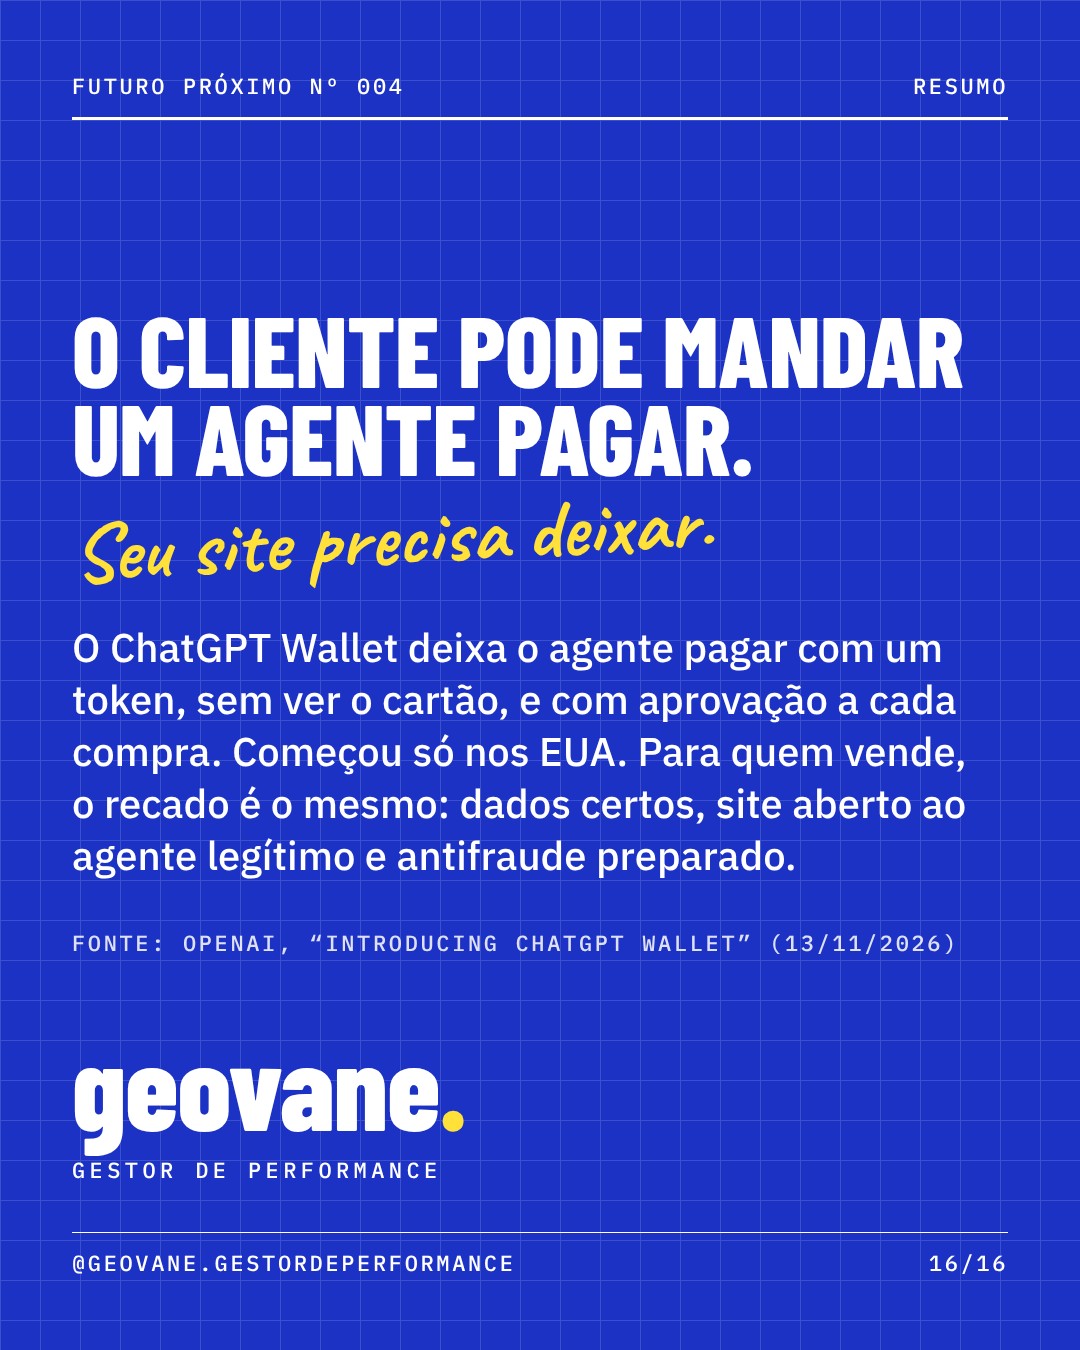 FUTURO PRÓXIMO Nº 004
RESUMO
O CLIENTE PODE MANDAR
UM AGENTE PAGAR.
Seu site precisa deixar.
O ChatGPT Wallet deixa o agente pagar com um
token, sem ver o cartão, e com aprovação a cada
compra. Começou só nos EUA. Para quem vende,
o recado é o mesmo: dados certos, site aberto ao
agente legítimo e antifraude preparado.
FONTE: OPENAI, “INTRODUCING CHATGPT WALLET” (13/11/2026)
geovane.
GESTOR DE PERFORMANCE
@GEOVANE.GESTORDEPERFORMANCE
16/16